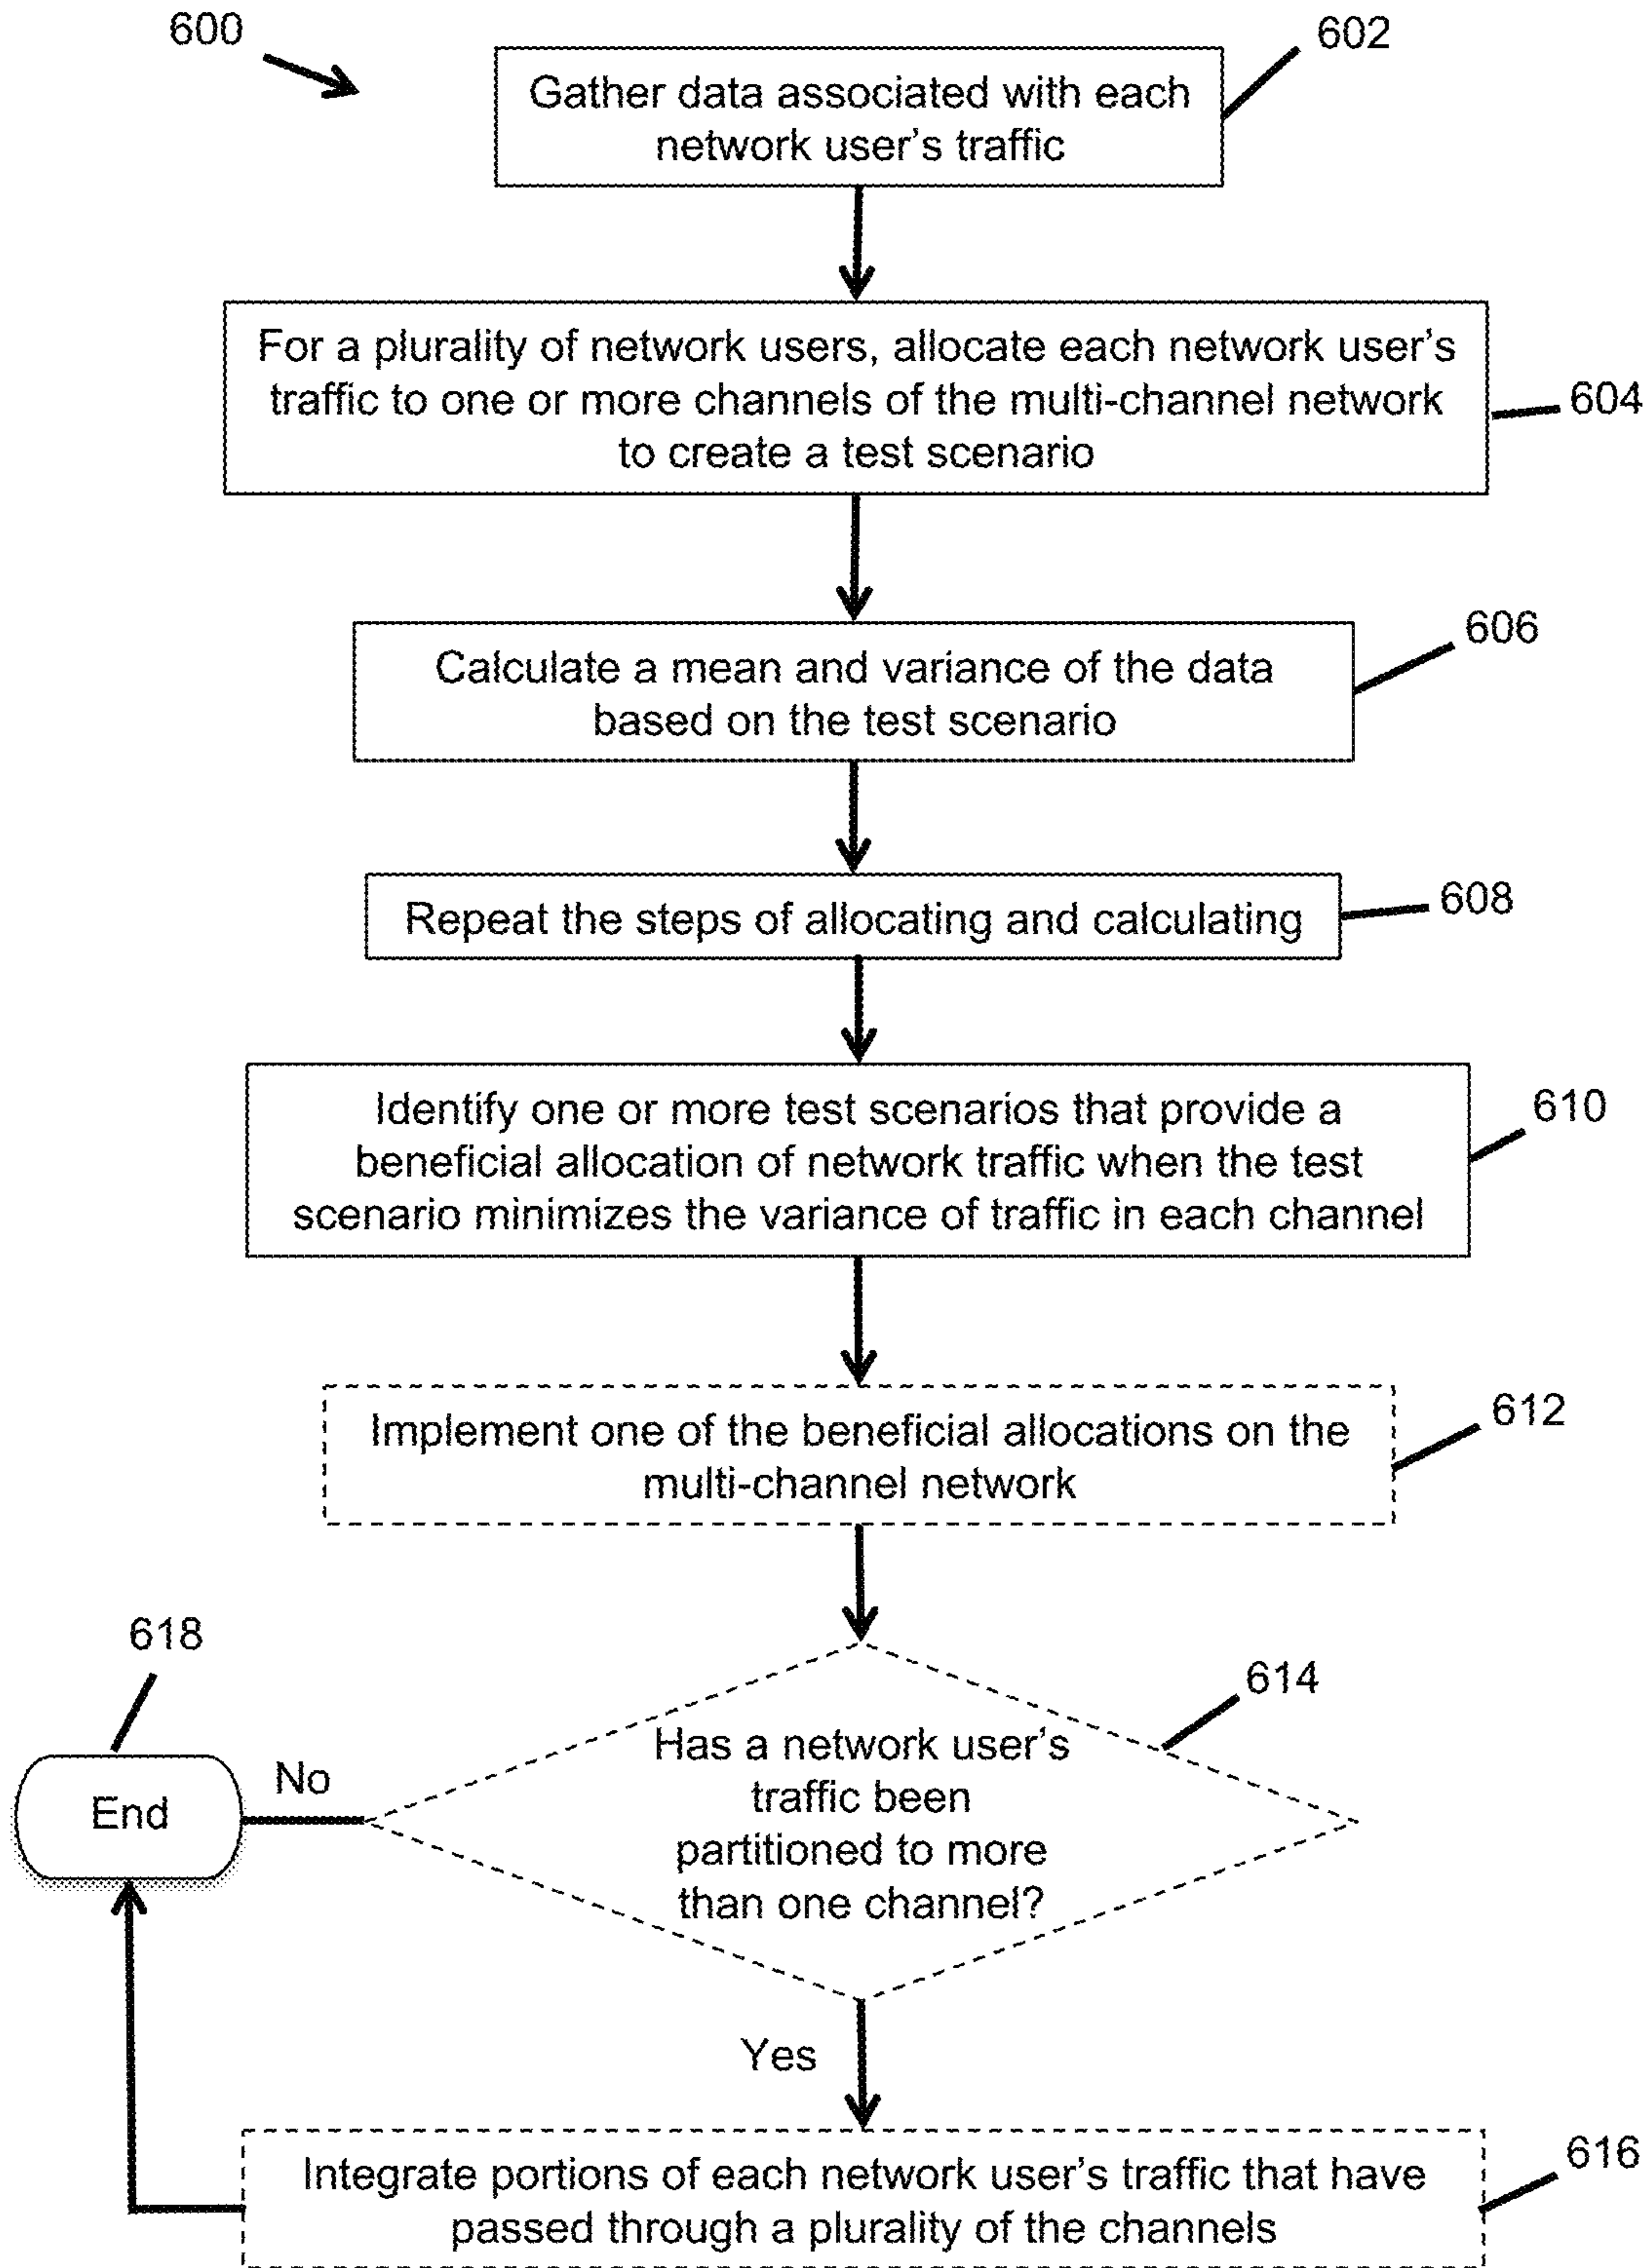 600
602
Gather data associated with each
network user's traffic
For a plurality of network users, allocate each network user's
traffic to one or more channels of the multi-channel network
to create a test scenario
604
606
Calculate a mean and variance of the data
based on the test scenario
Repeat the steps of allocating and calculating
608
Identify one or more test scenarios that provide a
beneficial allocation of network traffic when the test
scenario minimizes the variance of traffic in each channel
610
Implement one of the beneficial allocations on the
multi-channel network
612
618
614
Has a network user's
traffic been
partitioned to more
than one channel?
No
End
Yes
Integrate portions of each network user's traffic that have
passed through a plurality of the channels
616